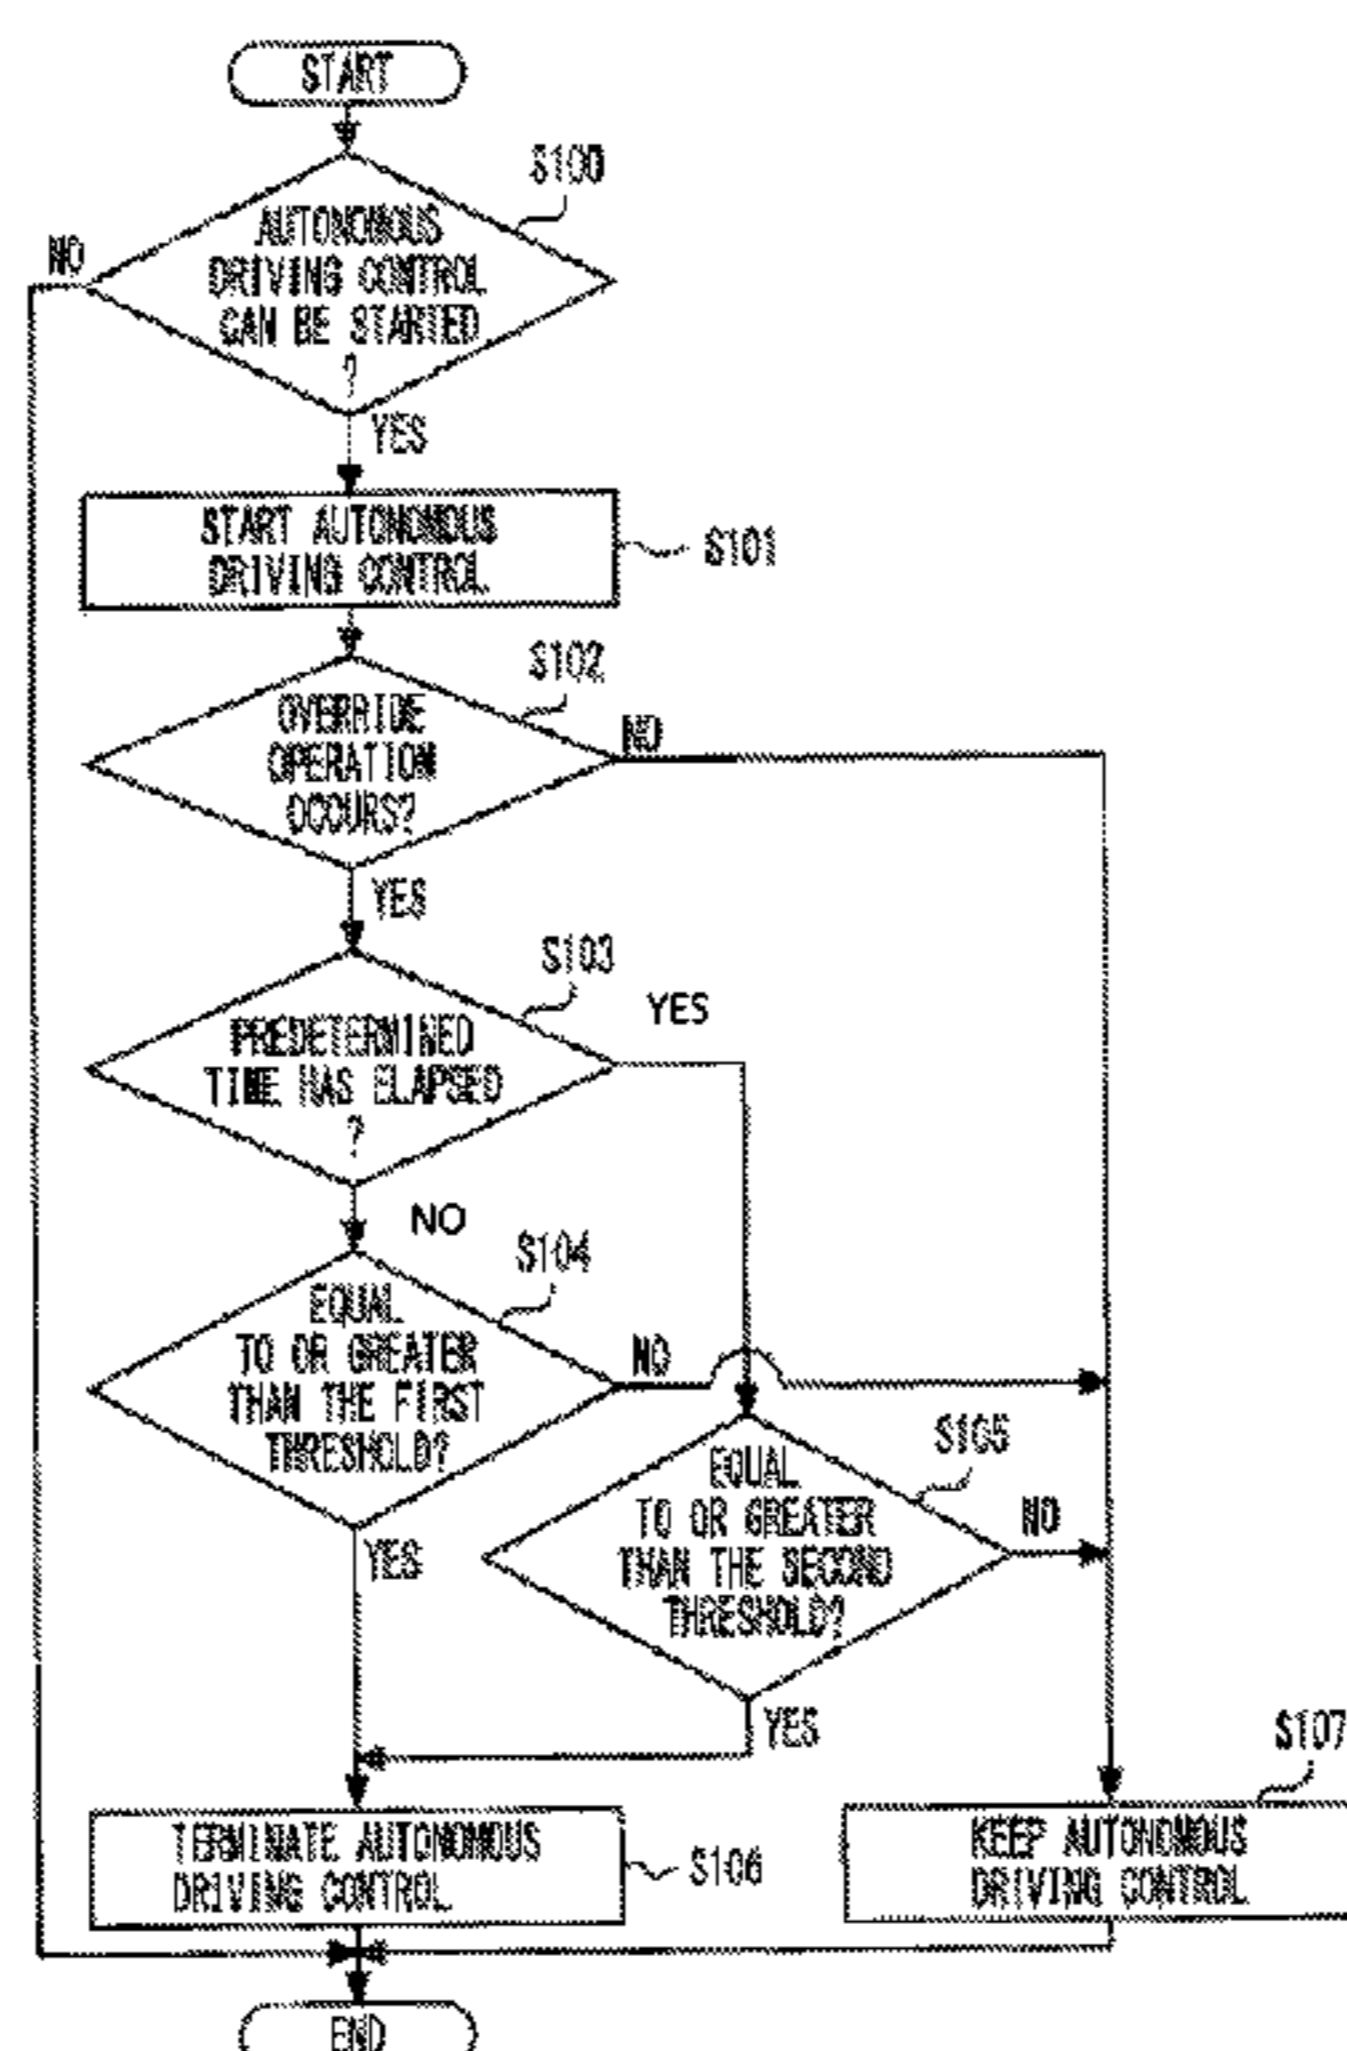 START
S100
AUTONOMOUS
DRIVING CONTROL
CAN BE STARTED
?
NO
YES
START AUTONOMOUS
DRIVING CONTROL
S101
S102
OVERRIDE
OPERATION
OCCURS?
NO
YES
S103
PREDETERMINED
TIME HAS ELAPSED
?
YES
NO
S104
EQUAL
TO OR GREATER
THAN THE FIRST
THRESHOLD?
NO
YES
S105
EQUAL
TO OR GREATER
THAN THE SECOND
THRESHOLD?
NO
YES
TERMINATE AUTONOMOUS
DRIVING CONTROL
S106
S107
KEEP AUTONOMOUS
DRIVING CONTROL
END